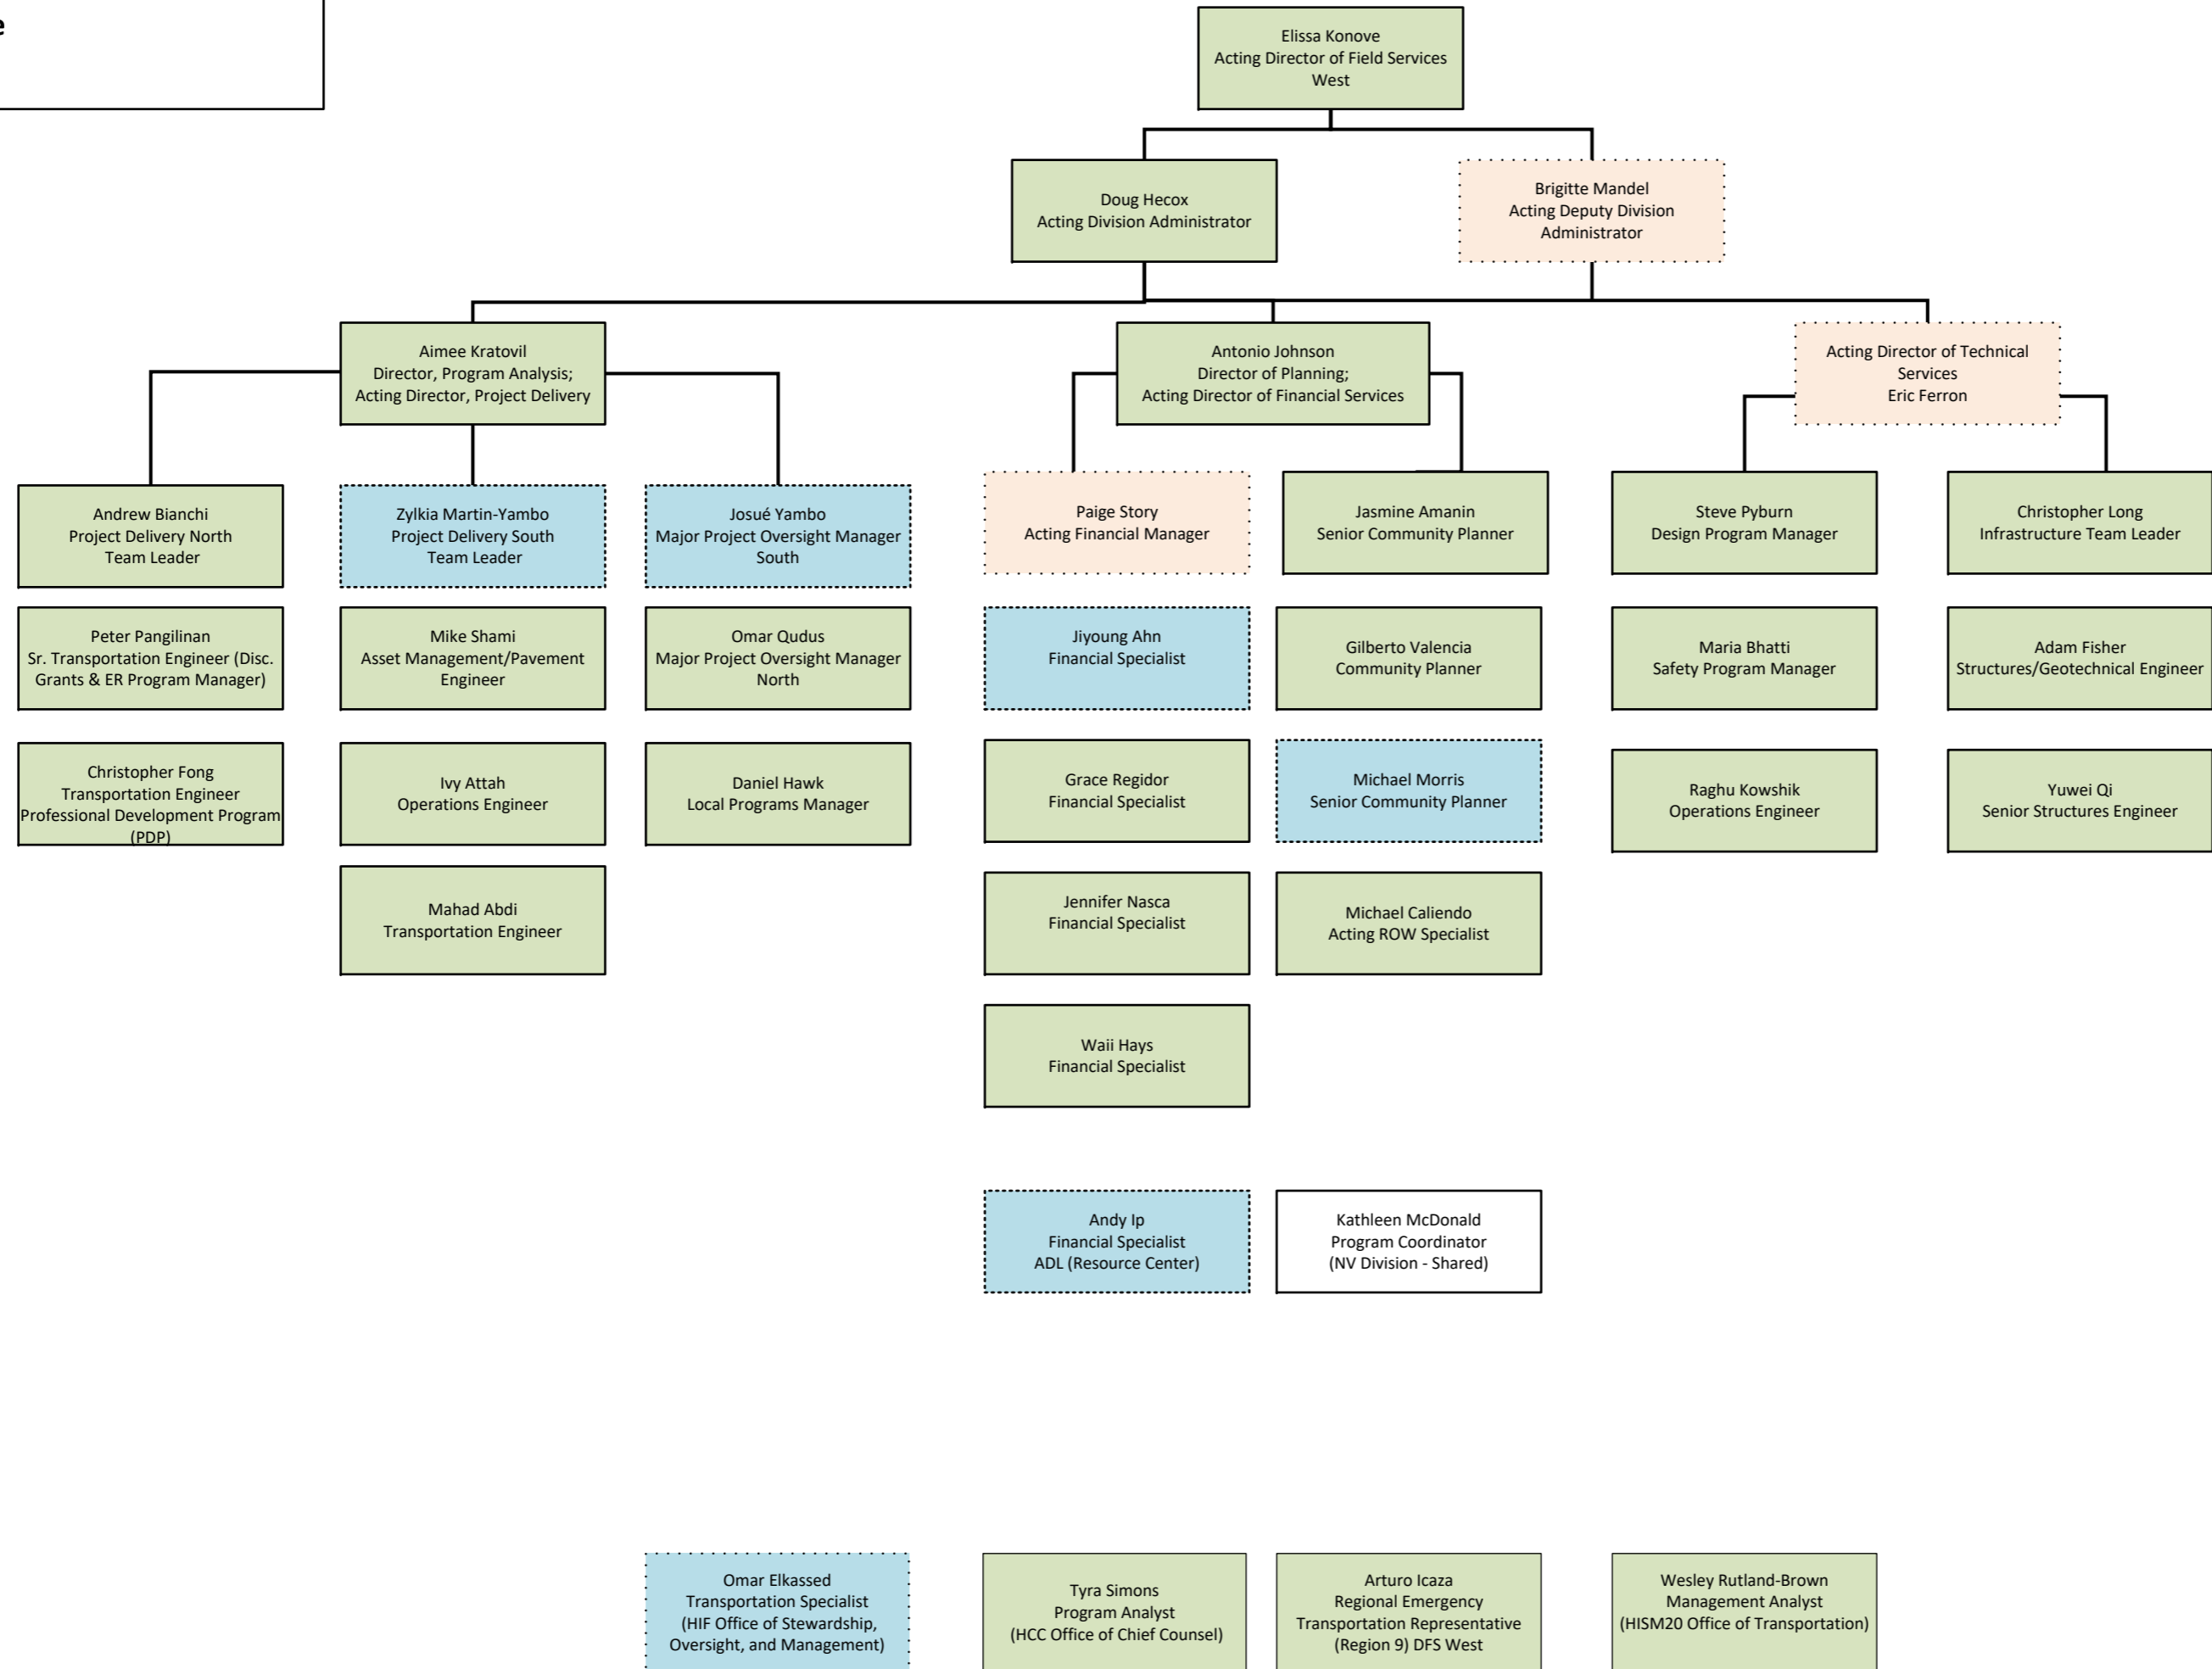 e
Elissa Konove
Acting Director of Field Services
West
Doug Hecox
Acting Division Administrator
Brigitte Mandel
Acting Deputy Division
Administrator
Aimee Kratovil
Director, Program Analysis;
Acting Director, Project Delivery
Antonio Johnson
Director of Planning;
Acting Director of Financial Services
Acting Director of Technical
Services
Eric Ferron
Andrew Bianchi
Project Delivery North
Team Leader
Zylkia Martin-Yambo
Project Delivery South
Team Leader
Josué Yambo
Major Project Oversight Manager
South
Paige Story
Acting Financial Manager
Jasmine Amanin
Senior Community Planner
Steve Pyburn
Design Program Manager
Christopher Long
Infrastructure Team Leader
Peter Pangilinan
Sr. Transportation Engineer (Disc.
Grants & ER Program Manager)
Mike Shami
Asset Management/Pavement
Engineer
Omar Qudus
Major Project Oversight Manager
North
Jiyoung Ahn
Financial Specialist
Gilberto Valencia
Community Planner
Maria Bhatti
Safety Program Manager
Adam Fisher
Structures/Geotechnical Engineer
Christopher Fong
Transportation Engineer
Professional Development Program
(PDP)
Ivy Attah
Operations Engineer
Daniel Hawk
Local Programs Manager
Grace Regidor
Financial Specialist
Michael Morris
Senior Community Planner
Raghu Kowshik
Operations Engineer
Yuwei Qi
Senior Structures Engineer
Mahad Abdi
Transportation Engineer
Jennifer Nasca
Financial Specialist
Michael Caliendo
Acting ROW Specialist
Waii Hays
Financial Specialist
Andy Ip
Financial Specialist
ADL (Resource Center)
Kathleen McDonald
Program Coordinator
(NV Division - Shared)
Omar Elkassed
Transportation Specialist
(HIF Office of Stewardship,
Oversight, and Management)
Tyra Simons
Program Analyst
(HCC Office of Chief Counsel)
Arturo Icaza
Regional Emergency
Transportation Representative
(Region 9) DFS West
Wesley Rutland-Brown
Management Analyst
(HISM20 Office of Transportation)